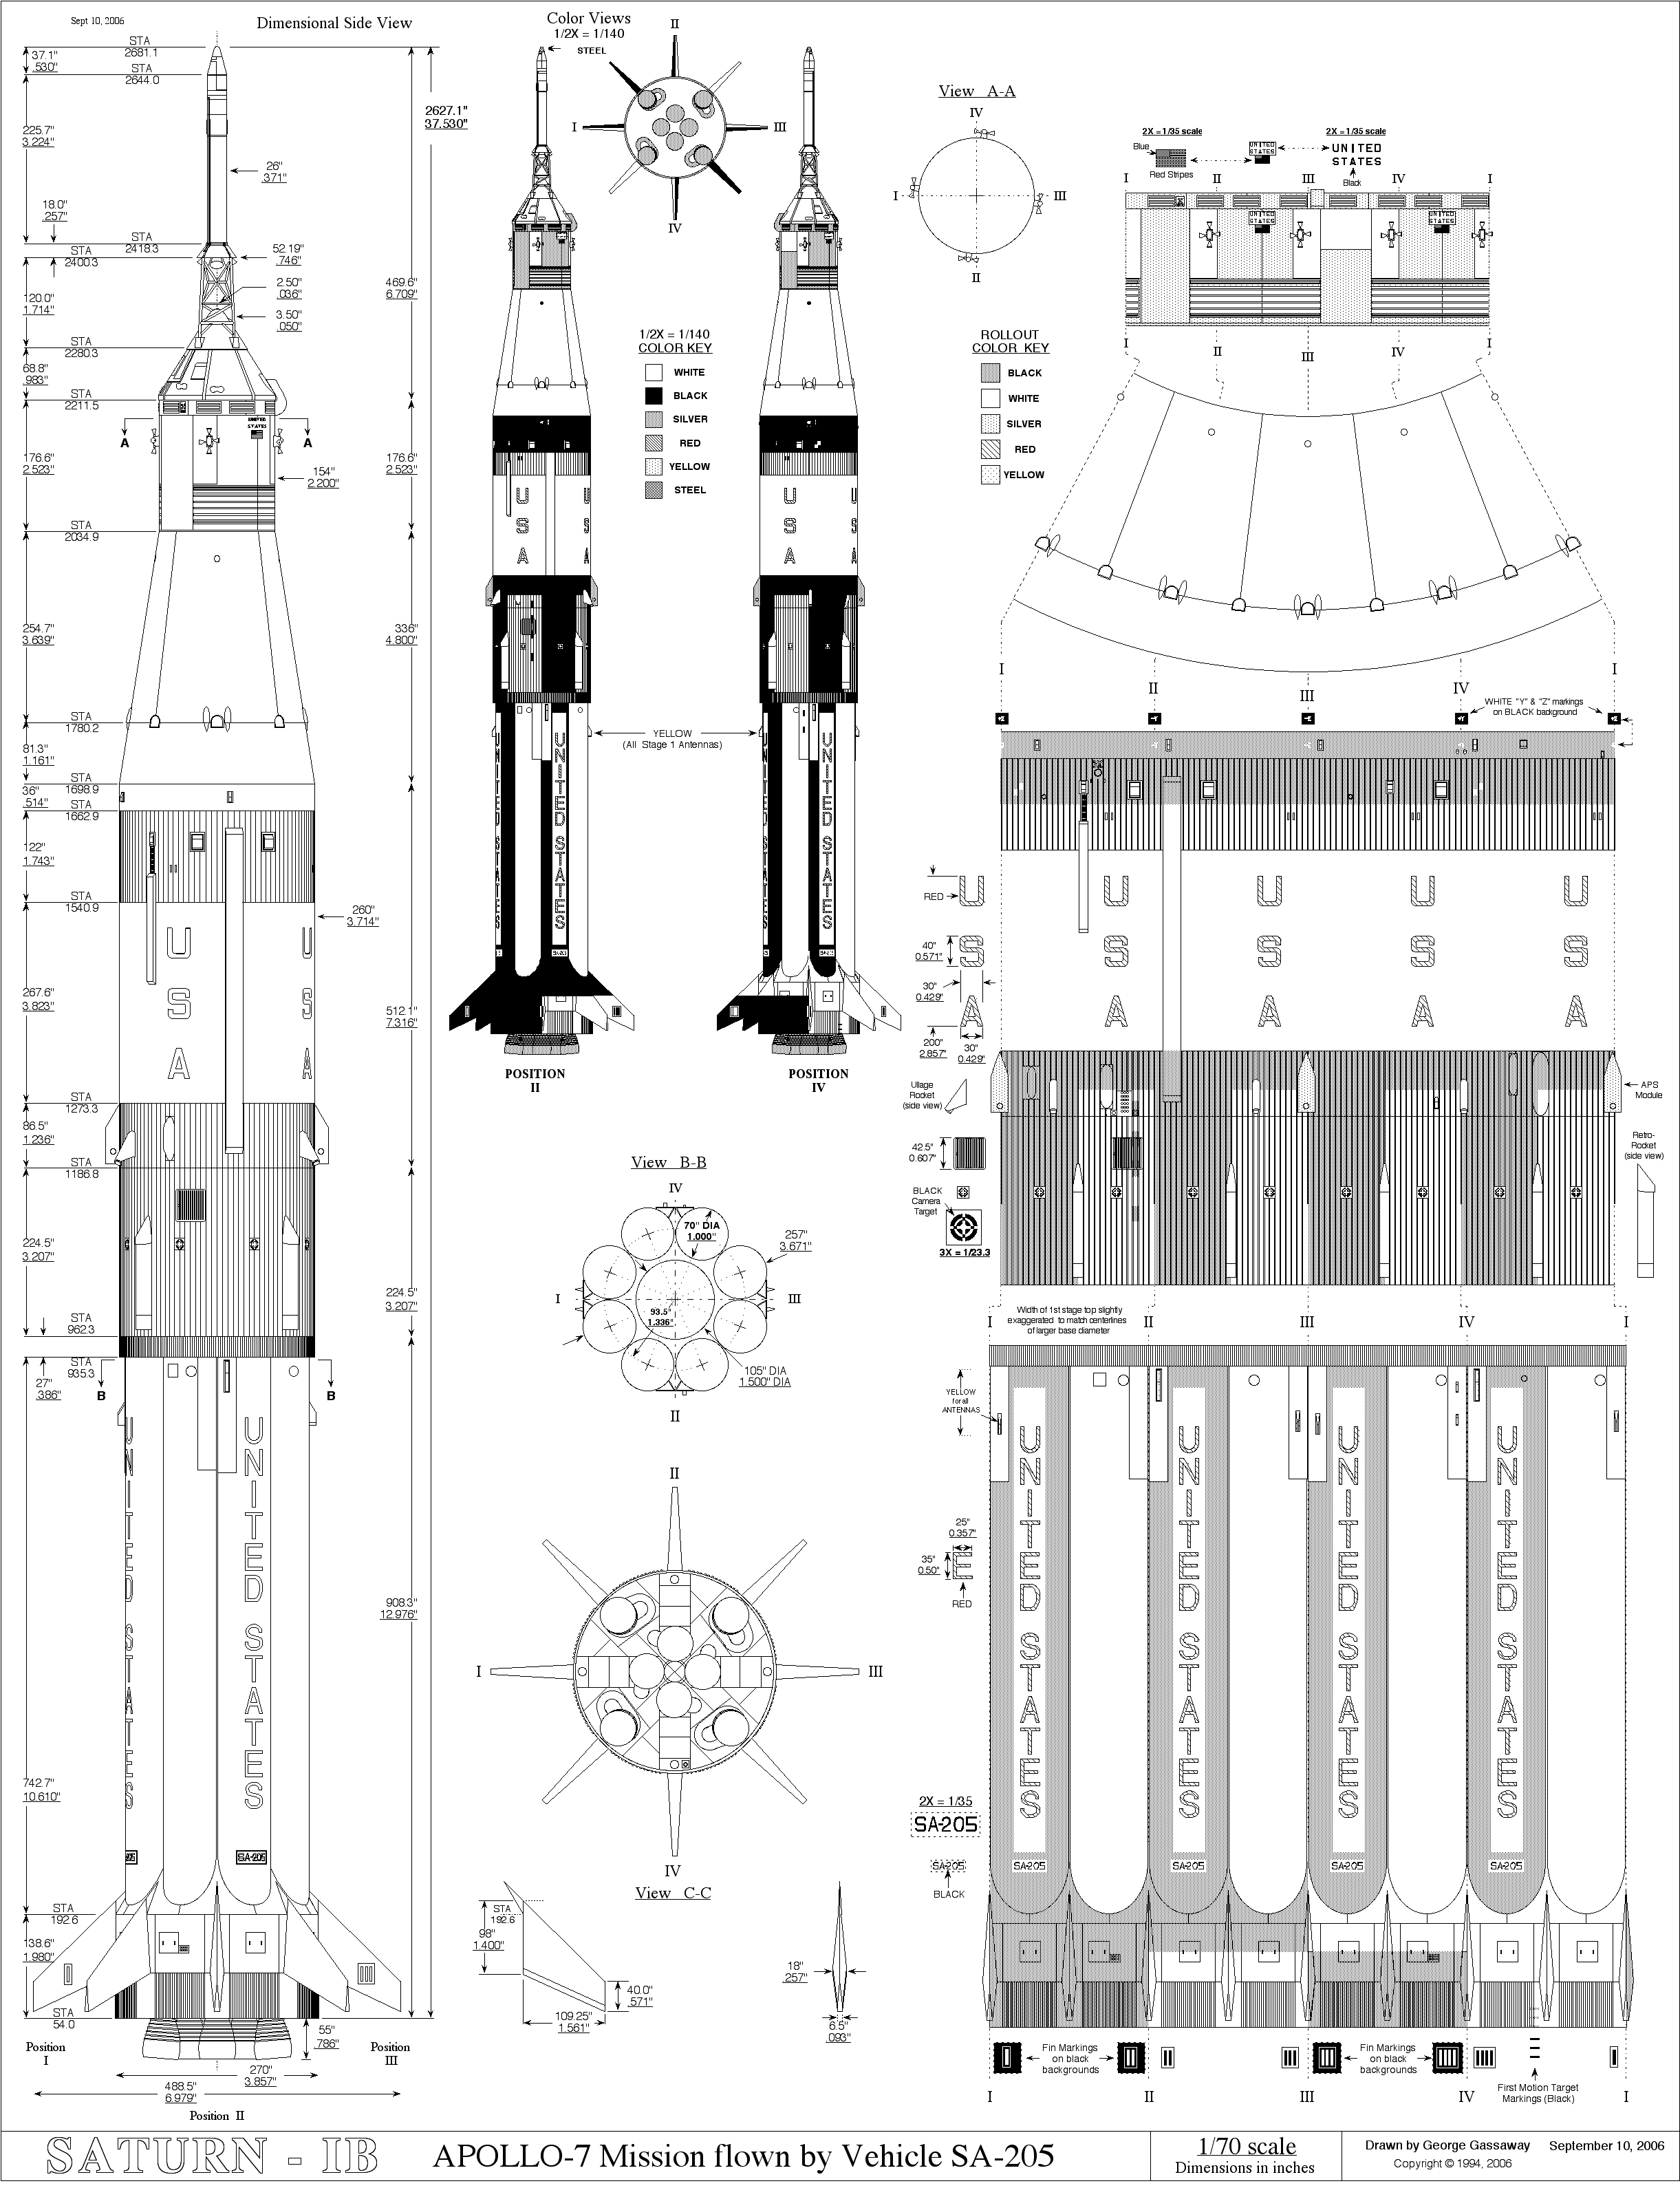 Sept 10, 2006
Dimensional Side View
STA
2681.1
37.1"
.530"
STA
2644.0
2627.1"
37.530"
225.7"
3.224"
26"
.371"
18.0"
.257"
STA
2418.3
STA
2400.3
52.19"
.746"
2.50"
.036"
3.50"
.050"
120.0"
1.714"
469.6"
6.709"
STA
2280.3
68.8"
.983"
STA
2211.5
A
A
UNITED
STATES
176.6"
2.523"
176.6"
2.523"
154"
2.200"
STA
2034.9
254.7"
3.639"
336"
4.800"
STA
1780.2
81.3"
1.161"
STA
1698.9
36"
.514"
STA
1662.9
122"
1.743"
STA
1540.9
260"
3.714"
U
S
A
U
S
A
267.6"
3.823"
512.1"
7.316"
STA
1273.3
86.5"
1.236"
STA
1186.8
224.5"
3.207"
224.5"
3.207"
STA
962.3
STA
935.3
27"
.386"
B
B
UNITED STATES
UNITED STATES
908.3"
12.976"
742.7"
10.610"
SA-205
STA
192.6
138.6"
1.980"
STA
54.0
55"
.786"
Position
I
Position
III
270"
3.857"
488.5"
6.979"
Position II
Color Views
1/2X = 1/140
STEEL
II
I
III
IV
1/2X = 1/140
COLOR KEY
WHITE
BLACK
SILVER
RED
YELLOW
STEEL
U
S
A
U
S
A
U
S
A
U
S
A
YELLOW
(All Stage 1 Antennas)
UNITED STATES
UNITED STATES
UNITED STATES
UNITED STATES
POSITION
II
POSITION
IV
View A-A
IV
I
III
II
2X = 1/35 scale
Blue
Red Stripes
UNITED
STATES
2X = 1/35 scale
UNITED
STATES
Black
I
II
III
IV
I
UNITED
STATES
UNITED
STATES
I
II
III
IV
I
ROLLOUT
COLOR KEY
BLACK
WHITE
SILVER
RED
YELLOW
I
II
III
IV
I
WHITE "Y" & "Z" markings
on BLACK background
RED
U
S
A
40"
0.571"
30"
0.429"
200"
2.857"
30"
0.429"
U
S
A
U
S
A
U
S
A
U
S
A
Ullage
Rocket
(side view)
APS
Module
42.5"
0.607"
Retro-
Rocket
(side view)
BLACK
Camera
Target
3X = 1/23.3
View B-B
IV
70" DIA
1.000"
257"
3.671"
I
III
93.5"
1.336"
105" DIA
1.500" DIA
II
Width of 1st stage top slightly
exaggerated to match centerlines
of larger base diameter
I
II
III
IV
I
YELLOW
for all
ANTENNAS
UNITED STATES
UNITED STATES
UNITED STATES
UNITED STATES
25"
0.357"
35"
0.50"
E
RED
2X = 1/35
SA-205
SA-205
BLACK
SA-205
SA-205
SA-205
SA-205
II
I
III
IV
View C-C
STA
192.6
98"
1.400"
40.0"
.571"
109.25"
1.561"
18"
.257"
6.5"
.093"
Fin Markings
on black
backgrounds
Fin Markings
on black
backgrounds
First Motion Target
Markings (Black)
I
II
III
IV
I
SATURN - IB
APOLLO-7 Mission flown by Vehicle SA-205
1/70 scale
Dimensions in inches
Drawn by George Gassaway September 10, 2006
Copyright © 1994, 2006